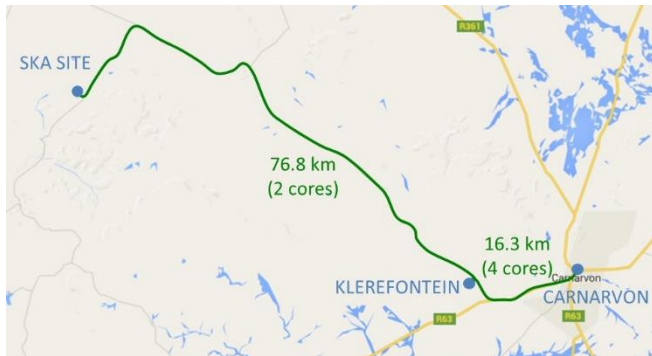 R361
SKA SITE
76.8 km
(2 cores)
16.3 km
(4 cores)
KLEREFONTEIN
Carnarvon
CARNARVON
R63
R63